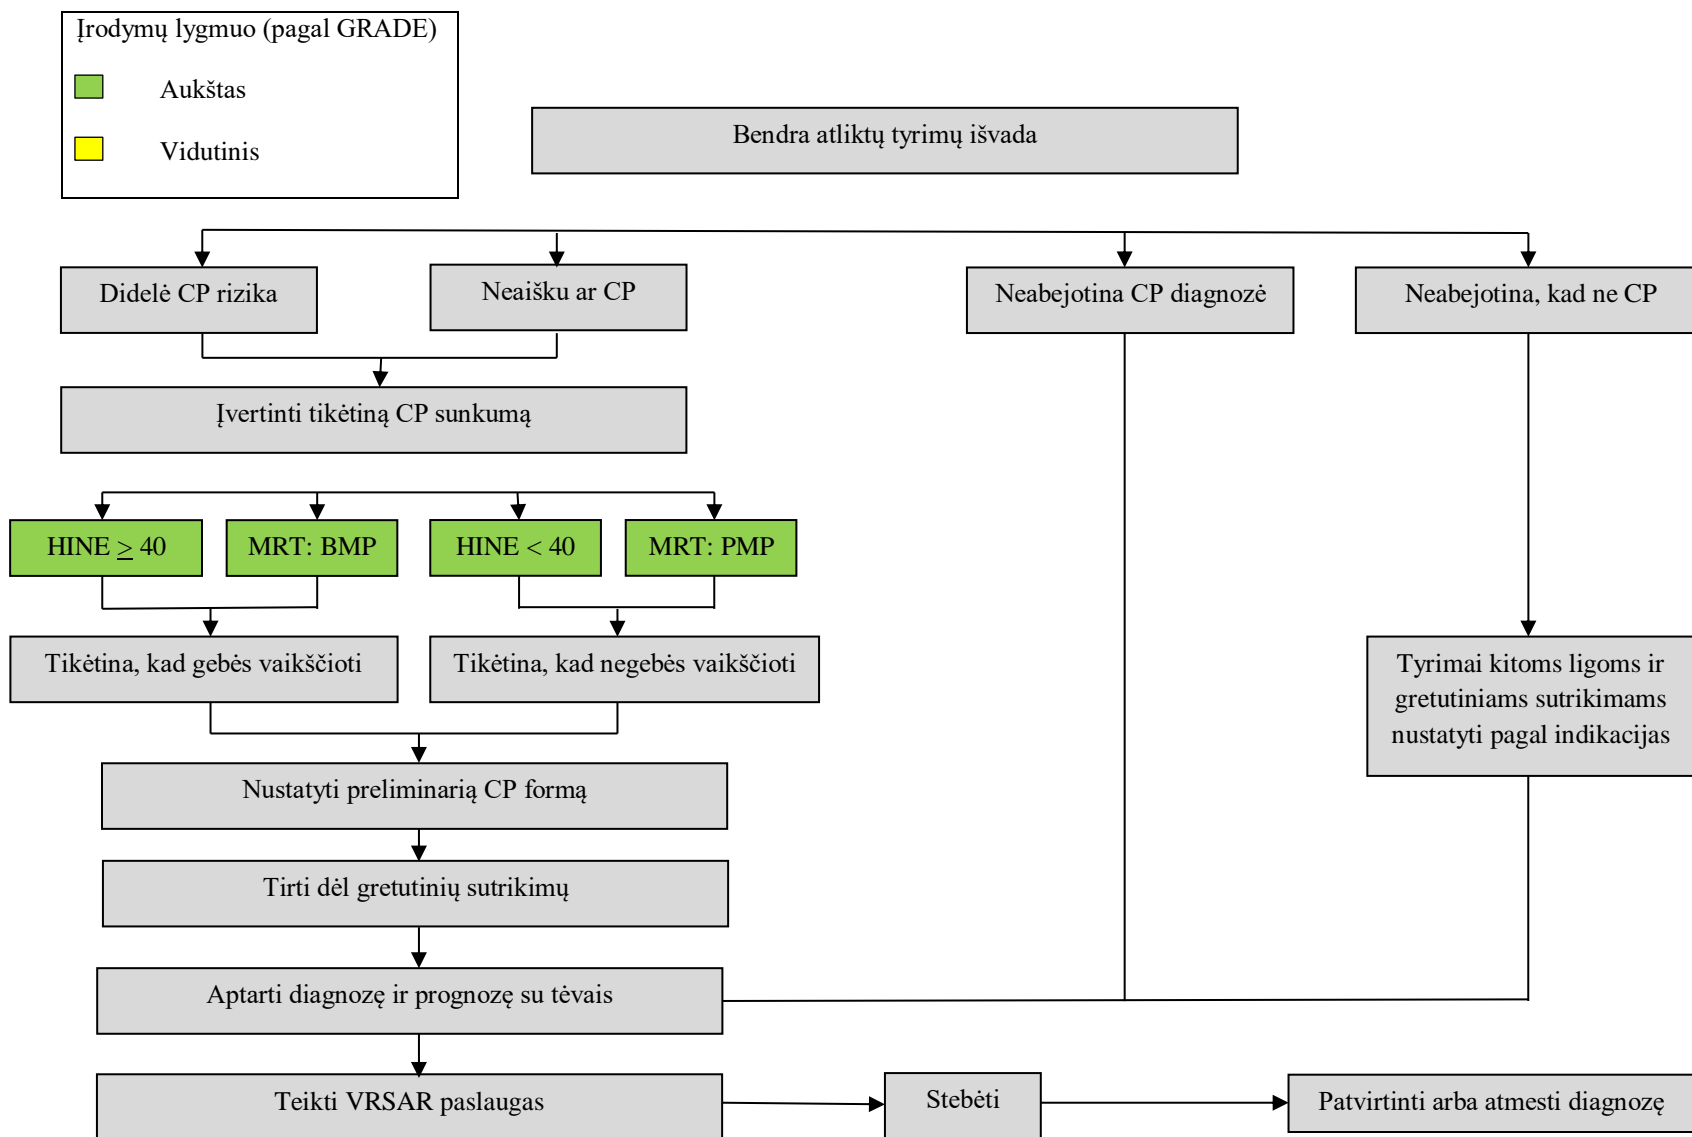 Įrodymų lygmuo (pagal GRADE)
Aukštas
Vidutinis
Bendra atliktų tyrimų išvada
Didelė CP rizika
Neaišku ar CP
Neabejotina CP diagnozė
Neabejotina, kad ne CP
Įvertinti tikėtiną CP sunkumą
HINE ≥ 40
MRT: BMP
HINE < 40
MRT: PMP
Tikėtina, kad gebės vaikščioti
Tikėtina, kad negebės vaikščioti
Tyrimai kitoms ligoms ir
gretutiniams sutrikimams
nustatyti pagal indikacijas
Nustatyti preliminarią CP formą
Tirti dėl gretutinių sutrikimų
Aptarti diagnozę ir prognozę su tėvais
Teikti VRSAR paslaugas
Stebėti
Patvirtinti arba atmesti diagnozę